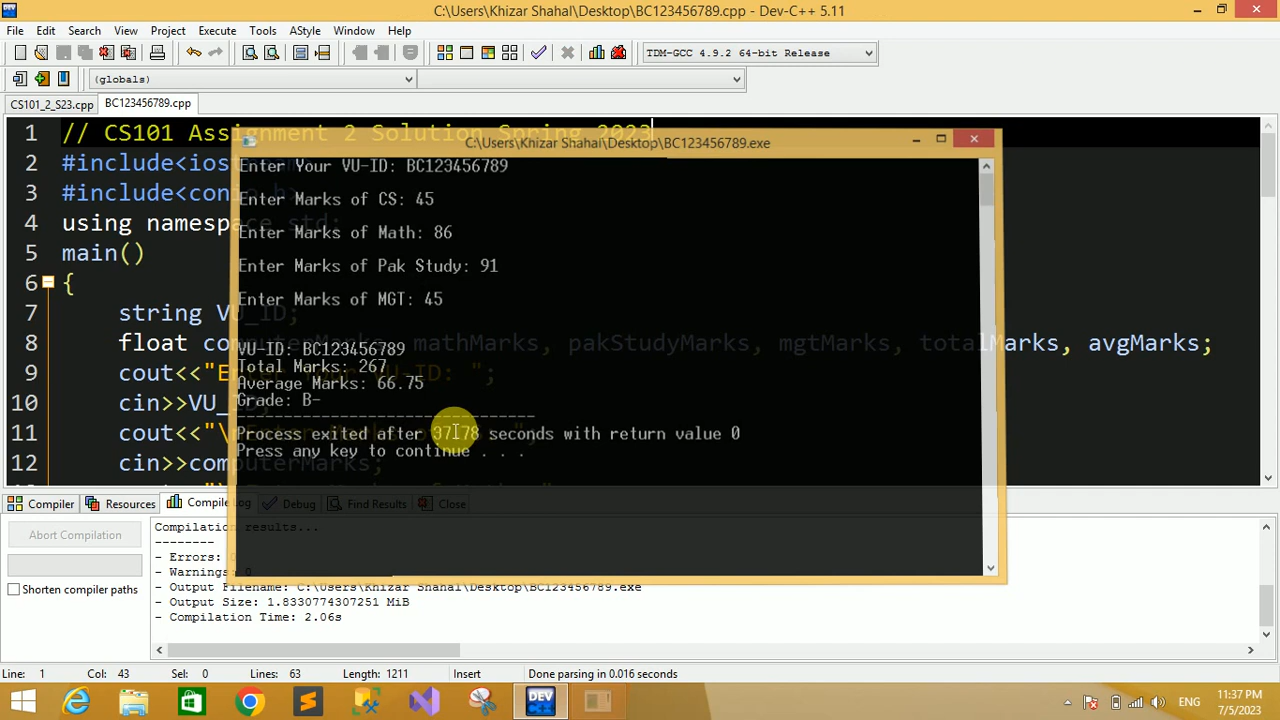 C:\Users\Khizar Shahal\Desktop\BC123456789.cpp - Dev-C++ 5.11
File Edit Search View Project Execute Tools AStyle Window Help
TDM-GCC 4.9.2 64-bit Release
(globals)
CS101_2_S23.cpp BC123456789.cpp
1 // CS101 Assignment 2 Solution Spring 2023
2 #include<ios
3 #include<coni
4 using namespace std;
5 main()
6 {
7 string VU_ID;
8 float computerMarks, mathMarks, pakStudyMarks, mgtMarks, totalMarks, avgMarks;
9 cout<<"Enter Your VU-ID: ";
10 cin>>VU_ID;
11 cout<<"\n
12 cin>>computerMarks;
C:\Users\Khizar Shahal\Desktop\BC123456789.exe
Enter Your VU-ID: BC123456789
Enter Marks of CS: 45
Enter Marks of Math: 86
Enter Marks of Pak Study: 91
Enter Marks of MGT: 45
VU-ID: BC123456789
Total Marks: 267
Average Marks: 66.75
Grade: B-
--------------------------------
Process exited after 37.78 seconds with return value 0
Press any key to continue . . .
Compiler Resources Compile Log Debug Find Results Close
Abort Compilation
Shorten compiler paths
Compilation results...
--------
- Errors: 0
- Warnings: 0
- Output Filename: C:\Users\Khizar Shahal\Desktop\BC123456789.exe
- Output Size: 1.8330774307251 MiB
- Compilation Time: 2.06s
Line: 1 Col: 43 Sel: 0 Lines: 63 Length: 1211 Insert Done parsing in 0.016 seconds
DEV
ENG
11:37 PM
7/5/2023